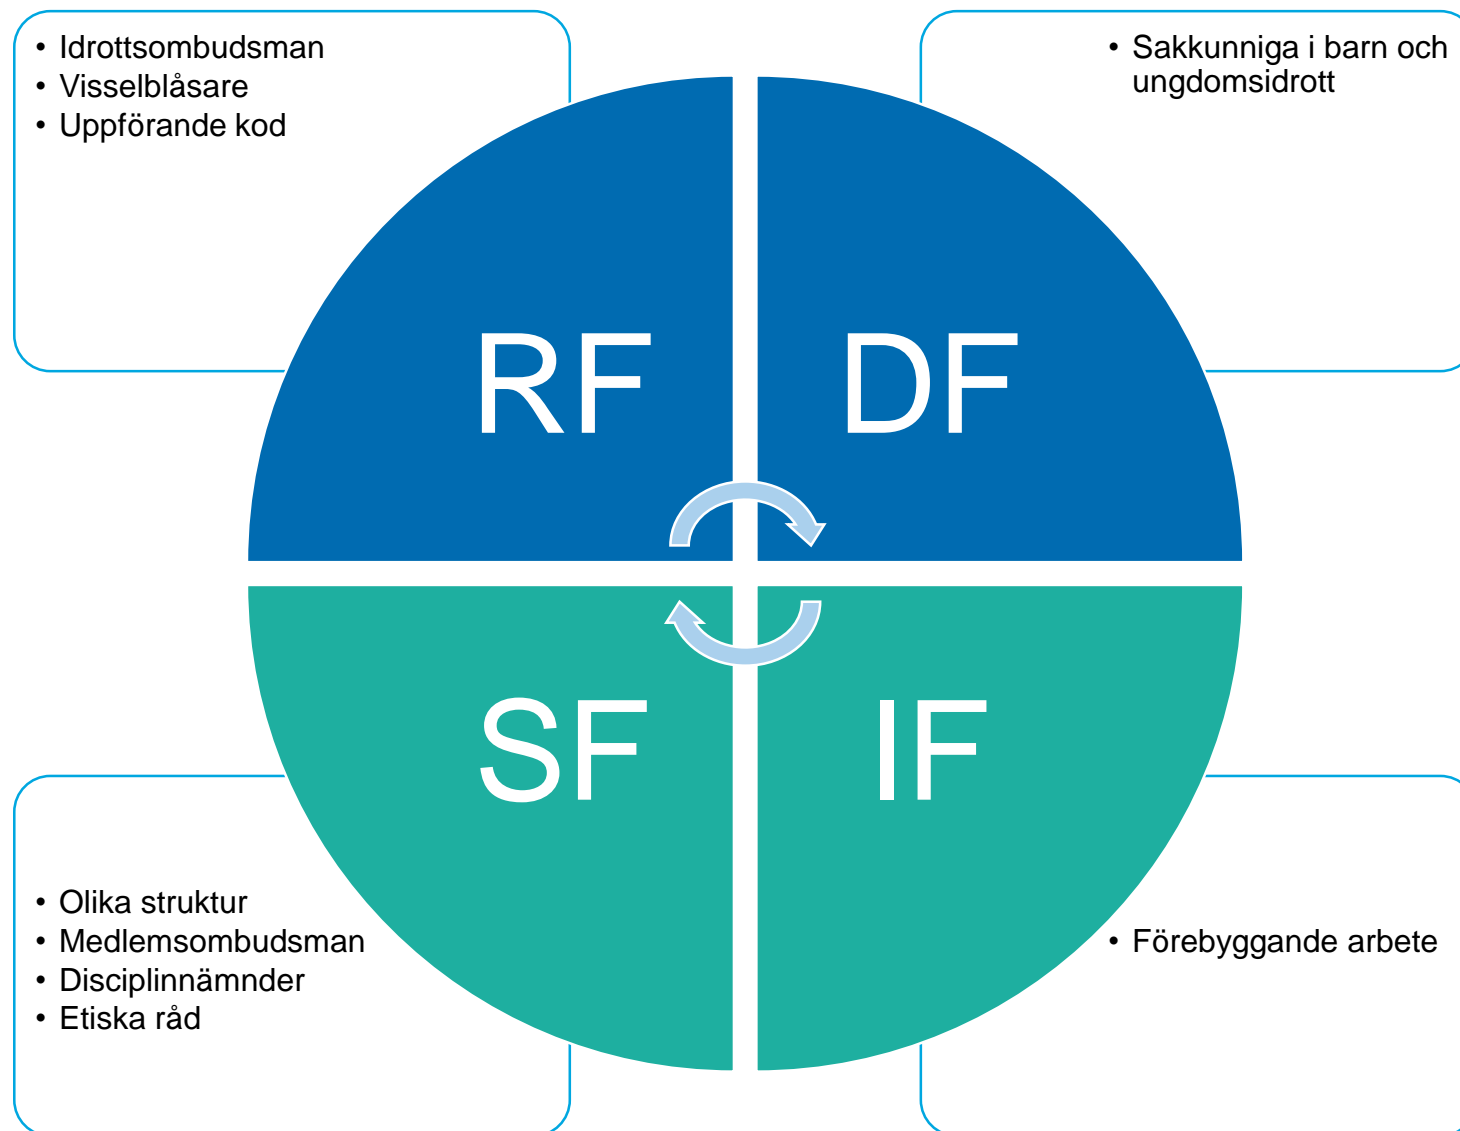 • Idrottsombudsman
• Visselblåsare
• Uppförande kod
• Sakkunniga i barn och
ungdomsidrott
RF
DF
SF
IF
• Olika struktur
• Medlemsombudsman
• Disciplinnämnder
• Etiska råd
• Förebyggande arbete